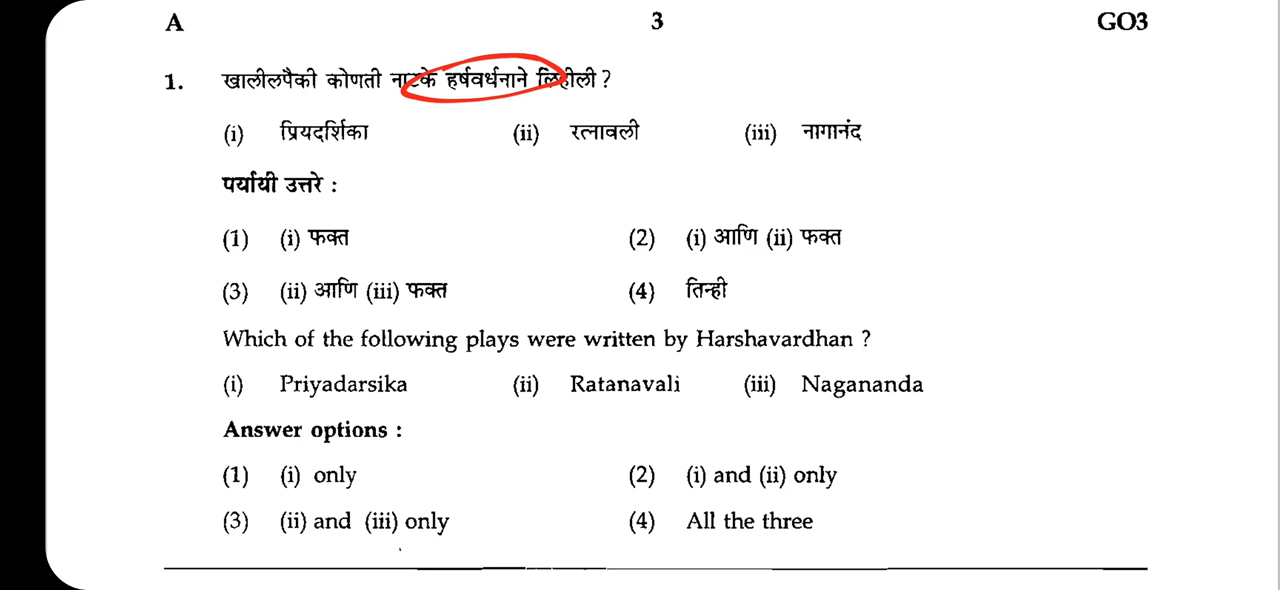 A 3 GO3
1. खालीलपैकी कोणती नाटके हर्षवर्धनाने लिहीली ?
(i) प्रियदर्शिका (ii) रत्नावली (iii) नागानंद
पर्यायी उत्तरे :
(1) (i) फक्त (2) (i) आणि (ii) फक्त
(3) (ii) आणि (iii) फक्त (4) तिन्ही
Which of the following plays were written by Harshavardhan ?
(i) Priyadarsika (ii) Ratanavali (iii) Nagananda
Answer options :
(1) (i) only (2) (i) and (ii) only
(3) (ii) and (iii) only (4) All the three